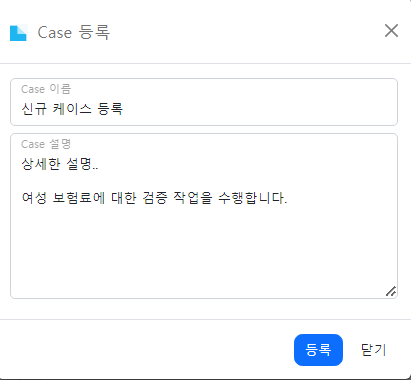 Case 등록
Case 이름
신규 케이스 등록
Case 설명
상세한 설명..
여성 보험료에 대한 검증 작업을 수행합니다.
등록 닫기